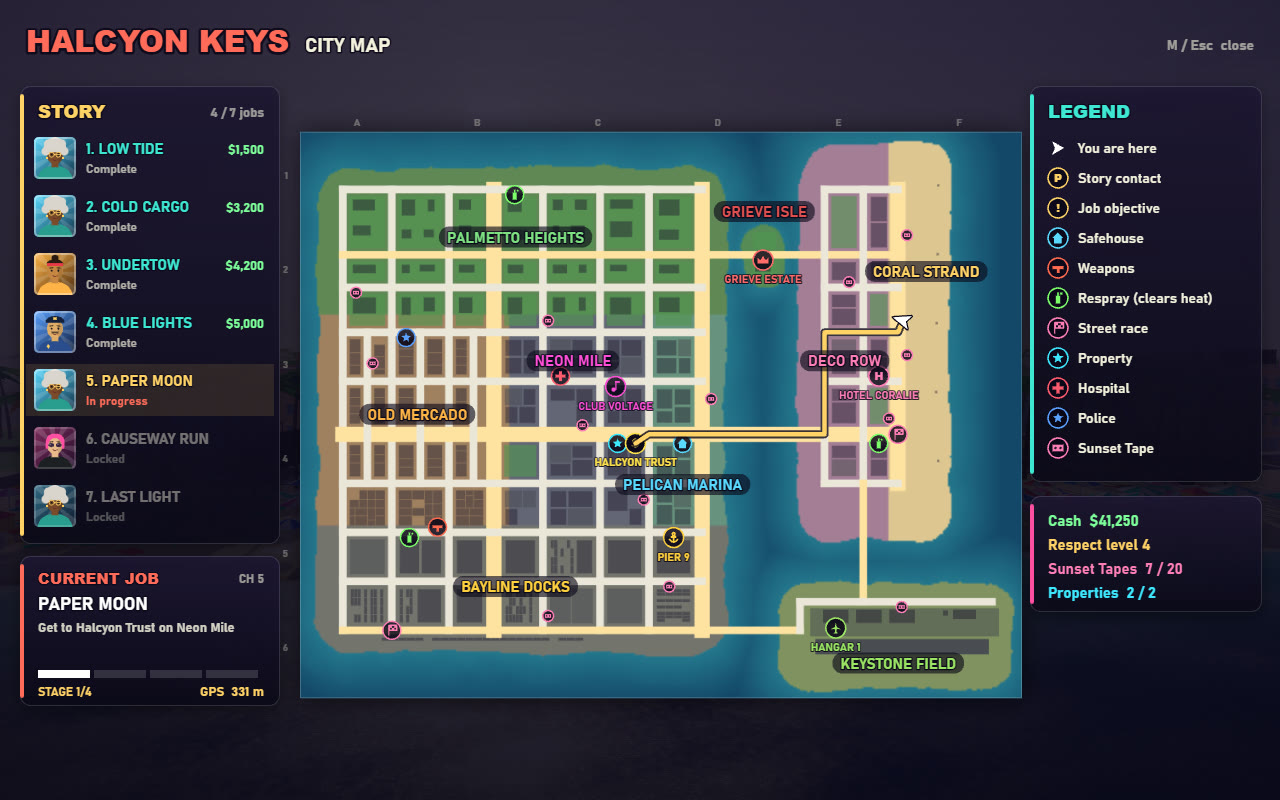 HALCYON KEYS CITY MAP
M / Esc close
STORY 4 / 7 jobs
1. LOW TIDE $1,500
Complete
2. COLD CARGO $3,200
Complete
3. UNDERTOW $4,200
Complete
4. BLUE LIGHTS $5,000
Complete
5. PAPER MOON
In progress
6. CAUSEWAY RUN
Locked
7. LAST LIGHT
Locked
CURRENT JOB CH 5
PAPER MOON
Get to Halcyon Trust on Neon Mile
STAGE 1/4 GPS 331 m
A B C D E F
1
2
3
4
5
6
GRIEVE ISLE
PALMETTO HEIGHTS
CORAL STRAND
GRIEVE ESTATE
NEON MILE
DECO ROW
H
HOTEL CORALIE
CLUB VOLTAGE
OLD MERCADO
HALCYON TRUST
PELICAN MARINA
PIER 9
BAYLINE DOCKS
HANGAR 1
KEYSTONE FIELD
LEGEND
You are here
P Story contact
! Job objective
Safehouse
Weapons
Respray (clears heat)
Street race
Property
Hospital
Police
Sunset Tape
Cash $41,250
Respect level 4
Sunset Tapes 7 / 20
Properties 2 / 2